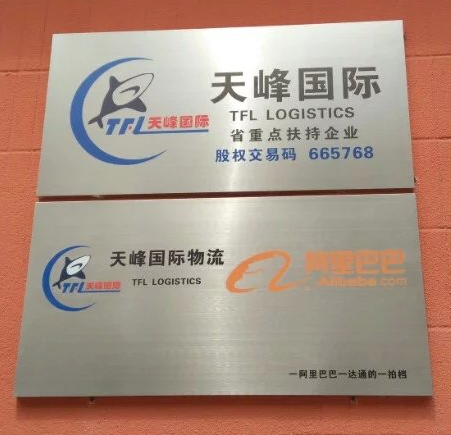 天峰国际
TFL LOGISTICS
省重点扶持企业
股权交易码 665768
TFL天峰国际
天峰国际物流
TFL LOGISTICS
TFL天峰国际
阿里巴巴
Alibaba.com
一阿里巴巴一达通的一拍档